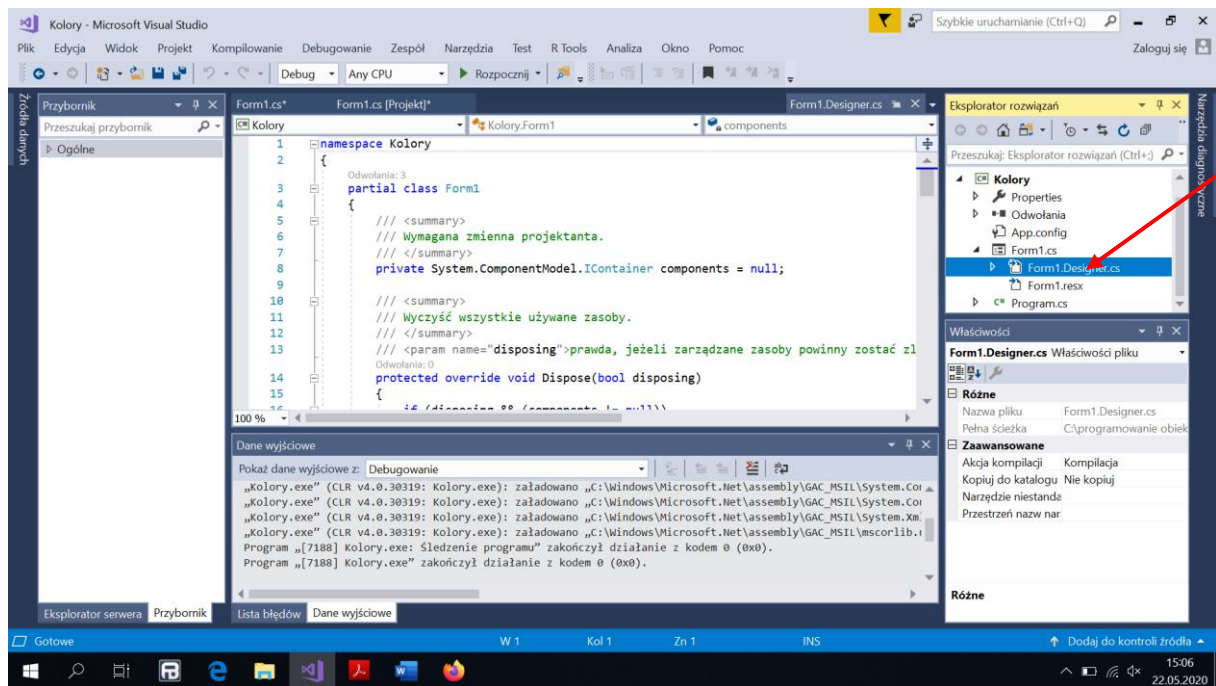 Kolory - Microsoft Visual Studio
Szybkie uruchamianie (Ctrl+Q)
Plik Edycja Widok Projekt Kompilowanie Debugowanie Zespół Narzędzia Test R Tools Analiza Okno Pomoc
Zaloguj się
Debug Any CPU Rozpocznij
Źródła danych
Przybornik
Przeszukaj przybornik
Ogólne
Form1.cs* Form1.cs [Projekt]* Form1.Designer.cs
Kolory Kolory.Form1 components
1 namespace Kolory
2 {
Odwołania: 3
3 partial class Form1
4 {
5 /// <summary>
6 /// Wymagana zmienna projektanta.
7 /// </summary>
8 private System.ComponentModel.IContainer components = null;
9
10 /// <summary>
11 /// Wyczyść wszystkie używane zasoby.
12 /// </summary>
13 /// <param name="disposing">prawda, jeżeli zarządzane zasoby powinny zostać zl
Odwołania: 0
14 protected override void Dispose(bool disposing)
15 {
16 if (disposing && (components != null))
100 %
Dane wyjściowe
Pokaż dane wyjściowe z: Debugowanie
„Kolory.exe” (CLR v4.0.30319: Kolory.exe): załadowano „C:\Windows\Microsoft.Net\assembly\GAC_MSIL\System.Cor
„Kolory.exe” (CLR v4.0.30319: Kolory.exe): załadowano „C:\Windows\Microsoft.Net\assembly\GAC_MSIL\System.Cor
„Kolory.exe” (CLR v4.0.30319: Kolory.exe): załadowano „C:\Windows\Microsoft.Net\assembly\GAC_MSIL\System.Xm
„Kolory.exe” (CLR v4.0.30319: Kolory.exe): załadowano „C:\Windows\Microsoft.Net\assembly\GAC_MSIL\mscorlib.r
Program „[7188] Kolory.exe: Śledzenie programu” zakończył działanie z kodem 0 (0x0).
Program „[7188] Kolory.exe” zakończył działanie z kodem 0 (0x0).
Eksplorator serwera Przybornik
Lista błędów Dane wyjściowe
Eksplorator rozwiązań
Przeszukaj: Eksplorator rozwiązań (Ctrl+;)
Kolory
Properties
Odwołania
App.config
Form1.cs
Form1.Designer.cs
Form1.resx
Program.cs
Właściwości
Form1.Designer.cs Właściwości pliku
Różne
Nazwa pliku Form1.Designer.cs
Pełna ścieżka C:\programowanie obiek
Zaawansowane
Akcja kompilacji Kompilacja
Kopiuj do katalogu Nie kopiuj
Narzędzie niestanda
Przestrzeń nazw nar
Różne
Narzędzia diagnostyczne
Gotowe W 1 Kol 1 Zn 1 INS Dodaj do kontroli źródła
15:06
22.05.2020